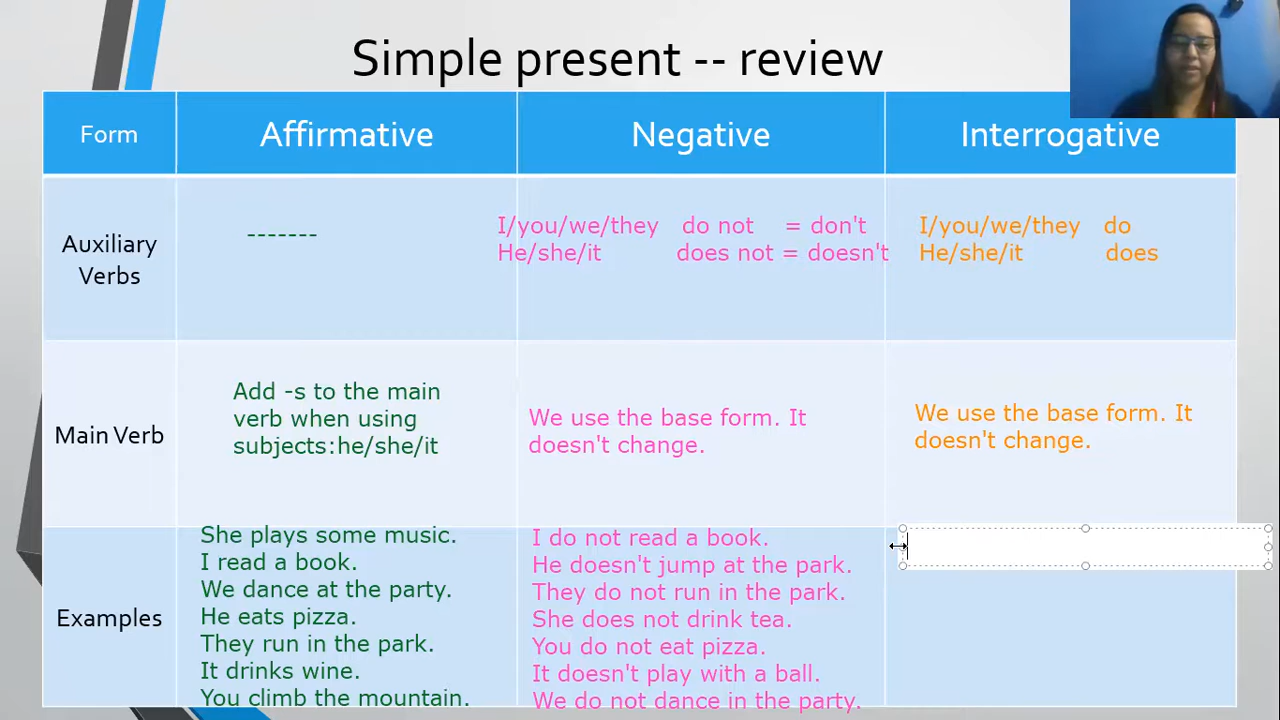 Simple present -- review
Form
Affirmative
Negative
Interrogative
Auxiliary
Verbs
-------
I/you/we/they do not = don't
He/she/it does not = doesn't
I/you/we/they do
He/she/it does
Main Verb
Add -s to the main
verb when using
subjects:he/she/it
We use the base form. It
doesn't change.
We use the base form. It
doesn't change.
Examples
She plays some music.
I read a book.
We dance at the party.
He eats pizza.
They run in the park.
It drinks wine.
You climb the mountain.
I do not read a book.
He doesn't jump at the park.
They do not run in the park.
She does not drink tea.
You do not eat pizza.
It doesn't play with a ball.
We do not dance in the party.